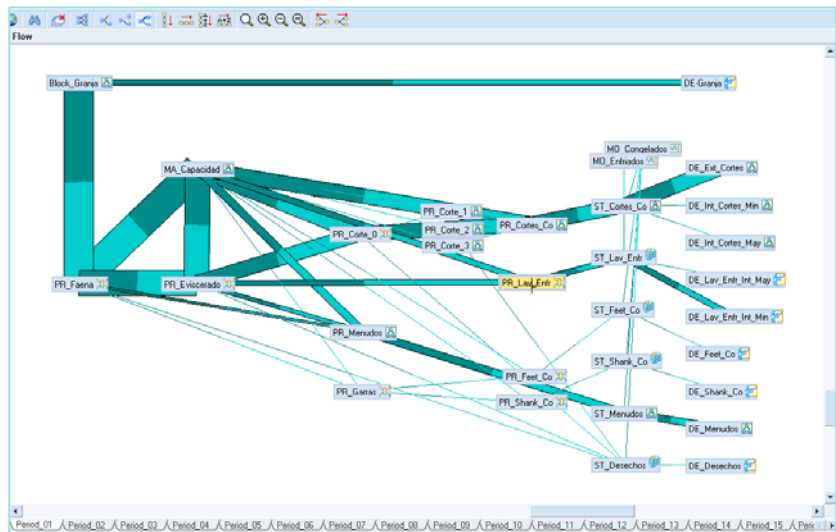 Flow
Block_Granja
DE-Granja
MO_Congelados
MO_Enfriados
MA_Capacidad
DE_Ext_Cortes
PR_Corte_1
ST_Cortes_Co
DE_Int_Cortes_Min
PR_Corte_0
PR_Corte_2
PR_Cortes_Co
PR_Corte_3
DE_Int_Cortes_May
ST_Lav_Enfr
PR_Faena
PR_Eviscerado
PR_Lav_Enfr
DE_Lav_Enfr_Int_May
ST_Feet_Co
DE_Lav_Enfr_Int_Min
PR_Menudos
DE_Feet_Co
ST_Shank_Co
PR_Feet_Co
PR_Garras
DE_Shank_Co
PR_Shank_Co
ST_Menudos
DE_Menudos
ST_Desechos
DE_Desechos
Period_01 Period_02 Period_03 Period_04 Period_05 Period_06 Period_07 Period_08 Period_09 Period_10 Period_11 Period_12 Period_13 Period_14 Period_15 Peri